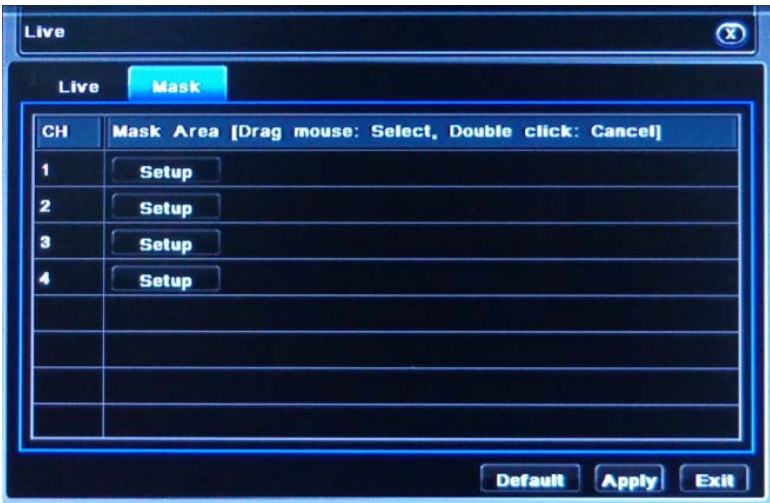 Live
X
Live Mask
CH Mask Area [Drag mouse: Select, Double click: Cancel]
1 Setup
2 Setup
3 Setup
4 Setup
Default Apply Exit